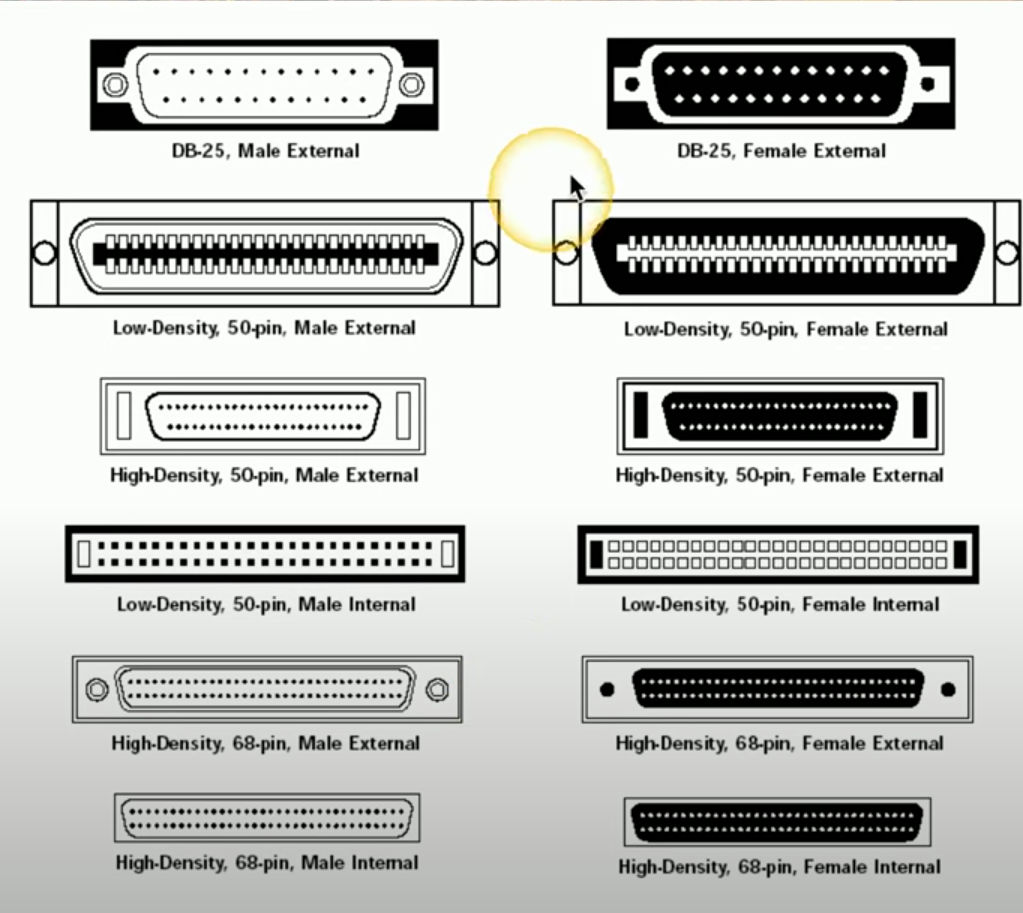 DB-25, Male External
DB-25, Female External
Low-Density, 50-pin, Male External
Low-Density, 50-pin, Female External
High-Density, 50-pin, Male External
High-Density, 50-pin, Female External
Low-Density, 50-pin, Male Internal
Low-Density, 50-pin, Female Internal
High-Density, 68-pin, Male External
High-Density, 68-pin, Female External
High-Density, 68-pin, Male Internal
High-Density, 68-pin, Female Internal